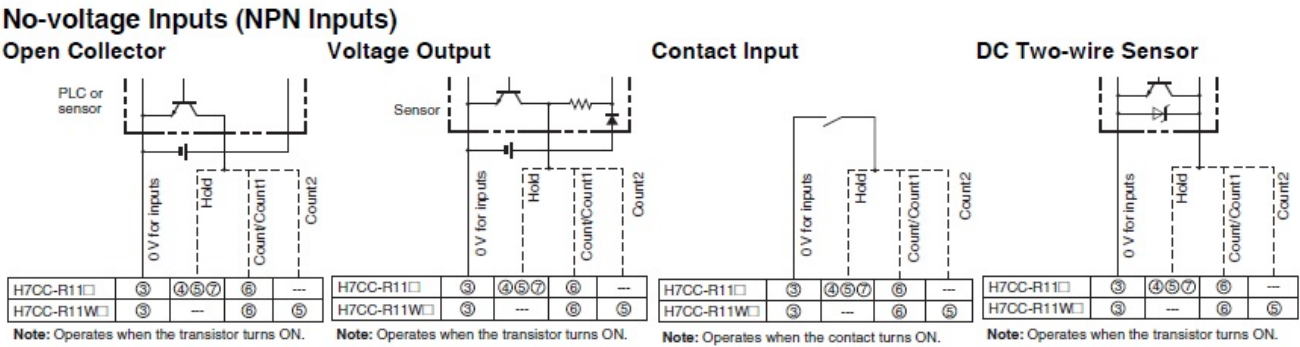 No-voltage Inputs (NPN Inputs)
Open Collector
PLC or
sensor
0 V for inputs
Hold
Count/Count1
Count2
H7CC-R11□ ③ ④⑤⑦ ⑥ ---
H7CC-R11W□ ③ --- ⑥ ⑤
Note: Operates when the transistor turns ON.
Voltage Output
Sensor
0 V for inputs
Hold
Count/Count1
Count2
H7CC-R11□ ③ ④⑤⑦ ⑥ ---
H7CC-R11W□ ③ --- ⑥ ⑤
Note: Operates when the transistor turns ON.
Contact Input
0 V for inputs
Hold
Count/Count1
Count2
H7CC-R11□ ③ ④⑤⑦ ⑥ ---
H7CC-R11W□ ③ --- ⑥ ⑤
Note: Operates when the contact turns ON.
DC Two-wire Sensor
0 V for inputs
Hold
Count/Count1
Count2
H7CC-R11□ ③ ④⑤⑦ ⑥ ---
H7CC-R11W□ ③ --- ⑥ ⑤
Note: Operates when the transistor turns ON.